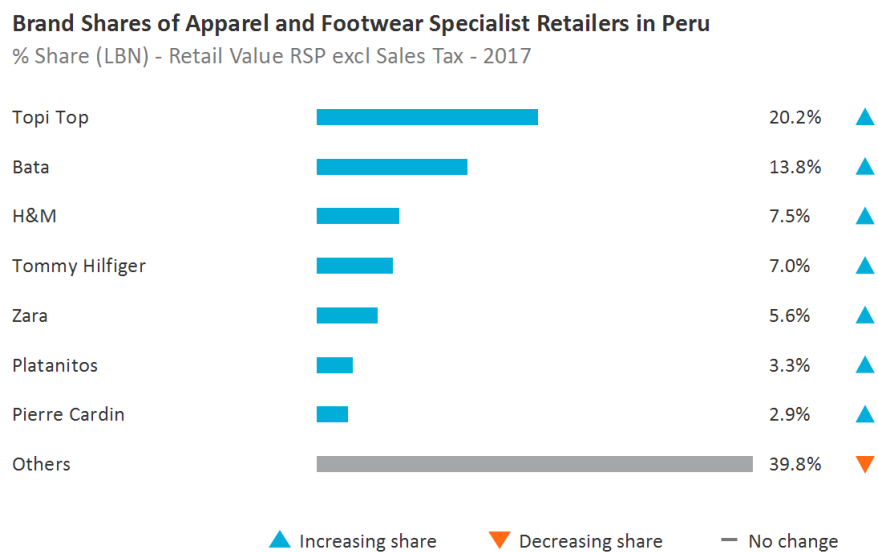 Brand Shares of Apparel and Footwear Specialist Retailers in Peru
% Share (LBN) - Retail Value RSP excl Sales Tax - 2017
Topi Top 20.2%
Bata 13.8%
H&M 7.5%
Tommy Hilfiger 7.0%
Zara 5.6%
Platanitos 3.3%
Pierre Cardin 2.9%
Others 39.8%
Increasing share Decreasing share No change